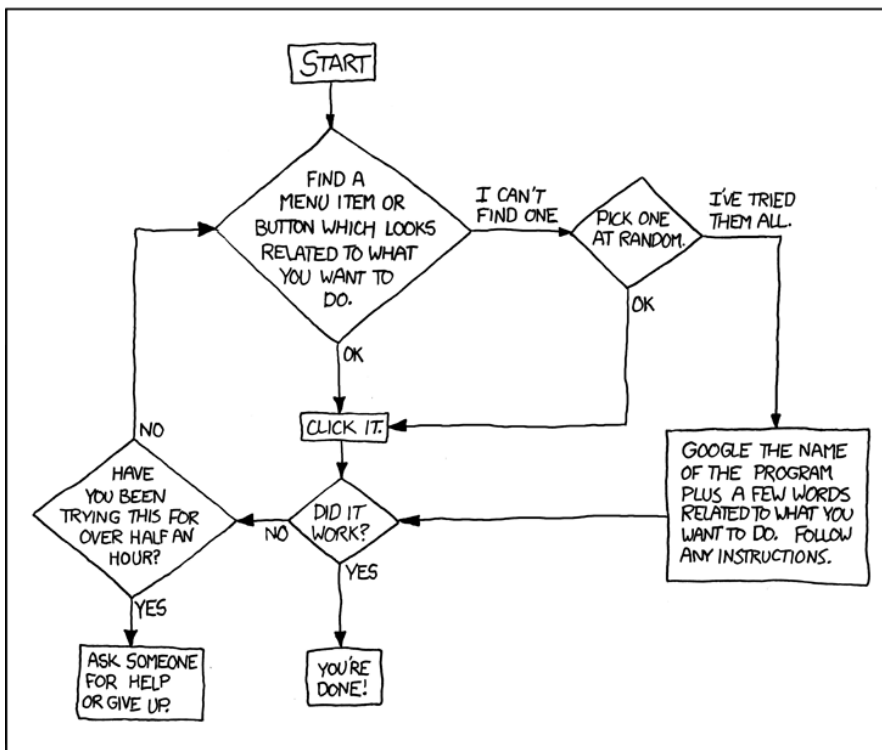 START
FIND A
MENU ITEM OR
BUTTON WHICH LOOKS
RELATED TO WHAT
YOU WANT TO
DO.
I CAN'T
FIND ONE
PICK ONE
AT RANDOM.
I'VE TRIED
THEM ALL.
OK
OK
CLICK IT.
NO
HAVE
YOU BEEN
TRYING THIS FOR
OVER HALF AN
HOUR?
NO
DID IT
WORK?
GOOGLE THE NAME
OF THE PROGRAM
PLUS A FEW WORDS
RELATED TO WHAT YOU
WANT TO DO. FOLLOW
ANY INSTRUCTIONS.
YES
YES
ASK SOMEONE
FOR HELP
OR GIVE UP.
YOU'RE
DONE!